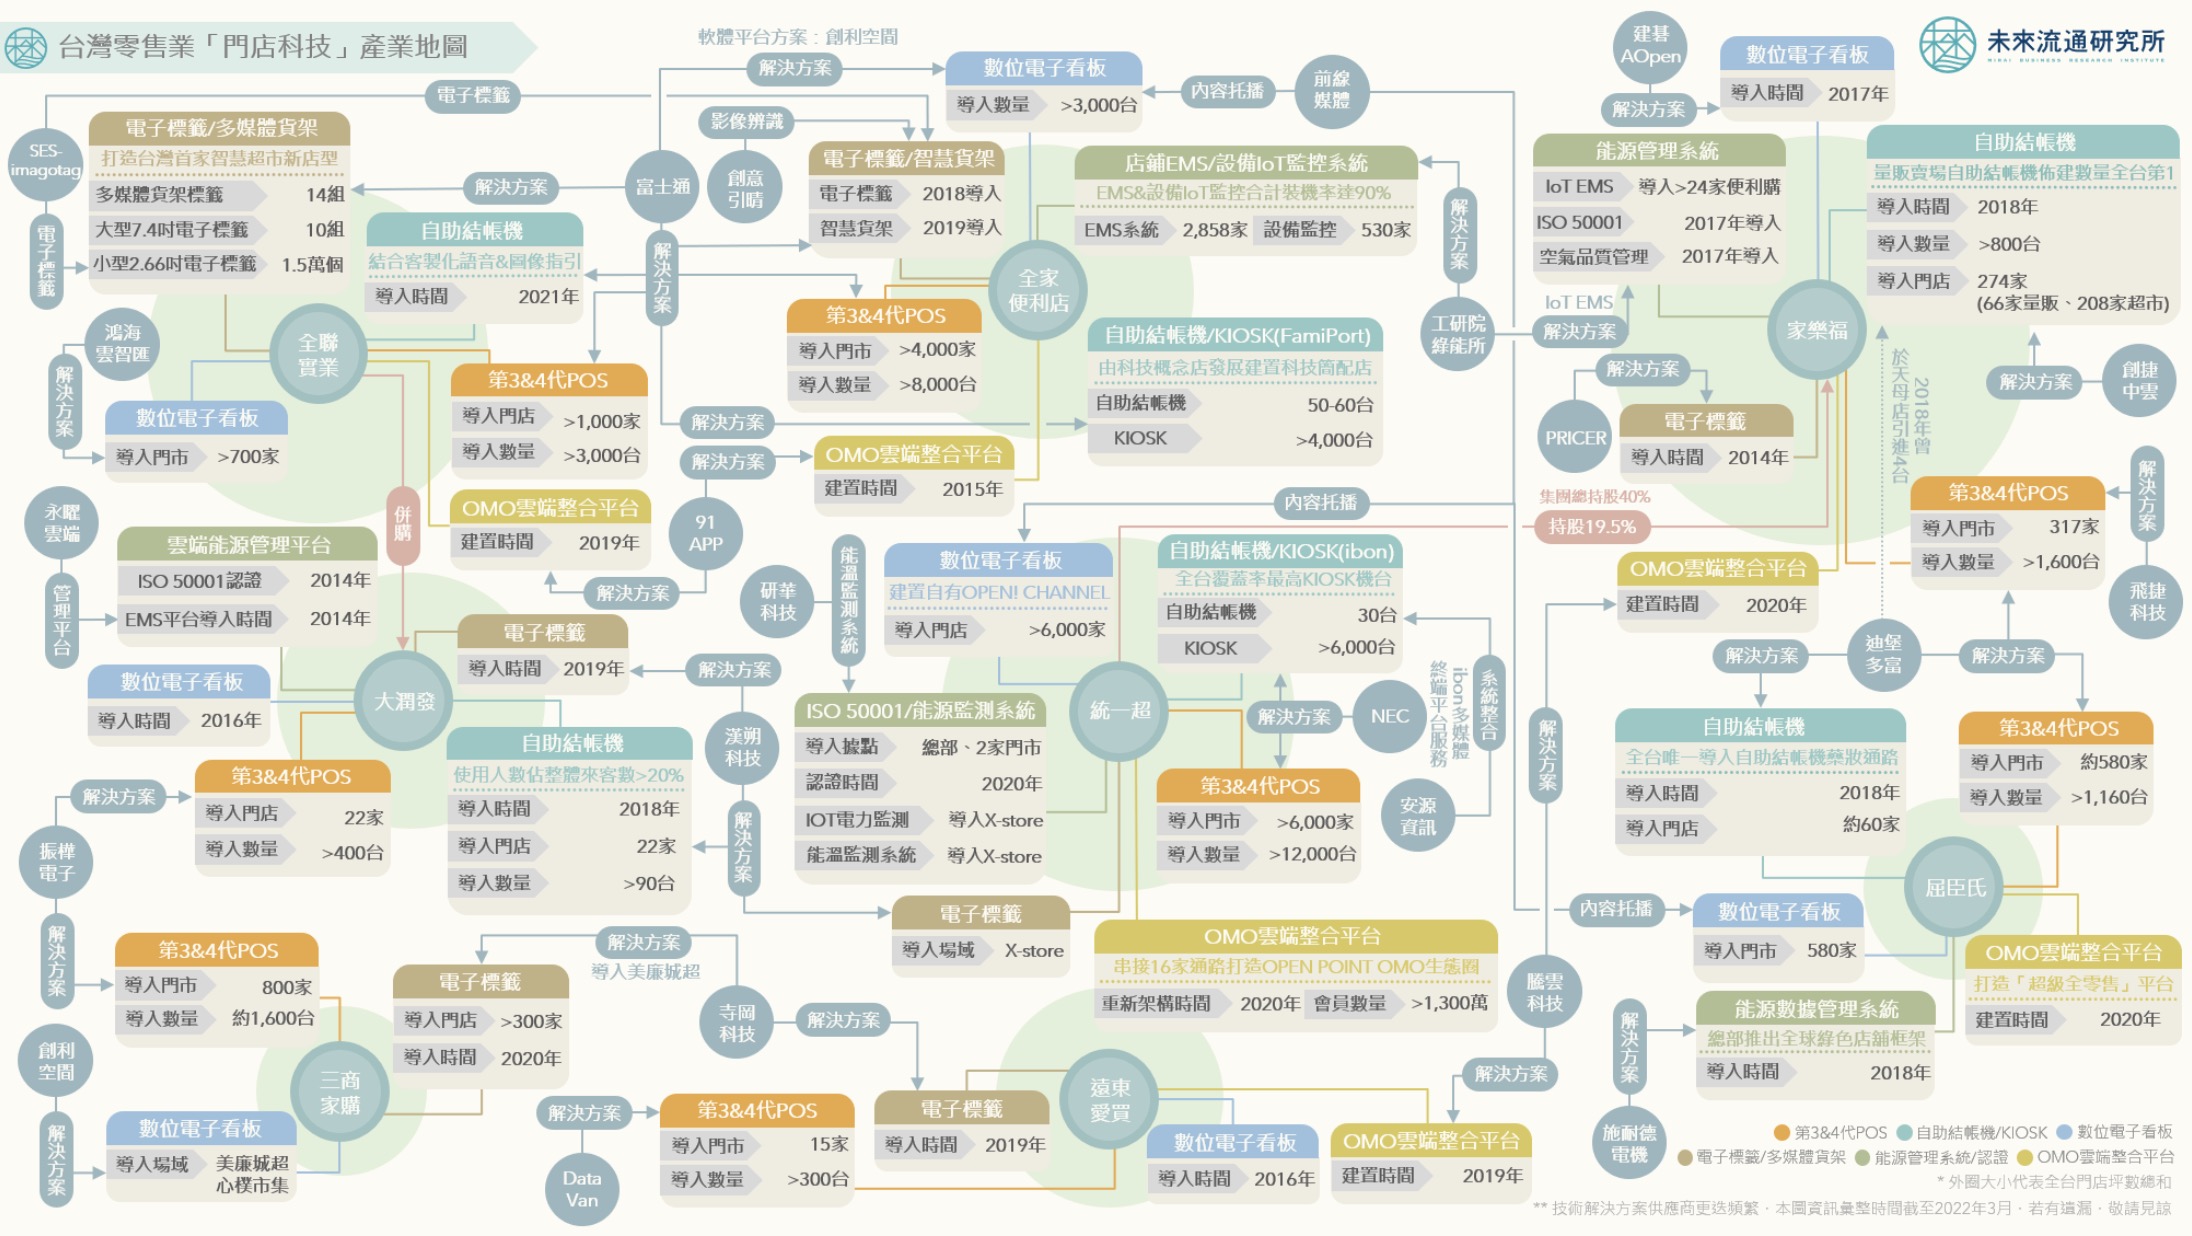 台灣零售業「門店科技」產業地圖
未來流通研究所
MIRAI BUSINESS RESEARCH INSTITUTE
軟體平台方案：創利空間
解決方案
數位電子看板
導入數量 >3,000台
內容托播
前線
媒體
建碁
AOpen
解決方案
數位電子看板
導入時間 2017年
電子標籤
SES-
imagotag
電子標籤
電子標籤/多媒體貨架
打造台灣首家智慧超市新店型
多媒體貨架標籤 14組
大型7.4吋電子標籤 10組
小型2.66吋電子標籤 1.5萬個
解決方案
富士通
解決方案
影像辨識
創意
引晴
電子標籤/智慧貨架
電子標籤 2018導入
智慧貨架 2019導入
店鋪EMS/設備IoT監控系統
EMS&設備IoT監控合計裝機率達90%
EMS系統 2,858家 設備監控 530家
解決方案
工研院
綠能所
能源管理系統
IoT EMS 導入>24家便利購
ISO 50001 2017年導入
空氣品質管理 2017年導入
IoT EMS
解決方案
自助結帳機
量販賣場自助結帳機佈建數量全台第1
導入時間 2018年
導入數量 >800台
導入門店 274家
(66家量販、208家超市)
自助結帳機
結合客製化語音&圖像指引
導入時間 2021年
全聯
實業
全家
便利店
家樂福
鴻海
雲智匯
解決方案
數位電子看板
導入門市 >700家
第3&4代POS
導入門店 >1,000家
導入數量 >3,000台
第3&4代POS
導入門市 >4,000家
導入數量 >8,000台
自助結帳機/KIOSK(FamiPort)
由科技概念店發展建置科技簡配店
自助結帳機 50-60台
KIOSK >4,000台
解決方案
解決方案
OMO雲端整合平台
建置時間 2015年
91
APP
解決方案
OMO雲端整合平台
建置時間 2019年
併購
解決方案
PRICER
電子標籤
導入時間 2014年
2018年曾
於天母店引進4台
解決方案
創捷
中雲
第3&4代POS
導入門市 317家
導入數量 >1,600台
解決方案
飛捷
科技
集團總持股40%
持股19.5%
內容托播
OMO雲端整合平台
建置時間 2020年
永曜
雲端
管理平台
雲端能源管理平台
ISO 50001認證 2014年
EMS平台導入時間 2014年
電子標籤
導入時間 2019年
解決方案
數位電子看板
導入時間 2016年
大潤發
漢朔
科技
解決方案
自助結帳機
使用人數佔整體來客數>20%
導入時間 2018年
導入門店 22家
導入數量 >90台
解決方案
第3&4代POS
導入門店 22家
導入數量 >400台
振樺
電子
解決方案
研華
科技
能溫監測系統
數位電子看板
建置自有OPEN! CHANNEL
導入門店 >6,000家
自助結帳機/KIOSK(ibon)
全台覆蓋率最高KIOSK機台
自助結帳機 30台
KIOSK >6,000台
統一超
解決方案
NEC
系統整合
ibon多媒體
終端平台服務
安源
資訊
ISO 50001/能源監測系統
導入據點 總部、2家門市
認證時間 2020年
IOT電力監測 導入X-store
能溫監測系統 導入X-store
第3&4代POS
導入門市 >6,000家
導入數量 >12,000台
電子標籤
導入場域 X-store
OMO雲端整合平台
串接16家通路打造OPEN POINT OMO生態圈
重新架構時間 2020年 會員數量 >1,300萬
解決方案
騰雲
科技
解決方案
解決方案
迪堡
多富
解決方案
自助結帳機
全台唯一導入自助結帳機藥妝通路
導入時間 2018年
導入門店 約60家
第3&4代POS
導入門市 約580家
導入數量 >1,160台
屈臣氏
內容托播
數位電子看板
導入門市 580家
OMO雲端整合平台
打造「超級全零售」平台
建置時間 2020年
解決方案
施耐德
電機
能源數據管理系統
總部推出全球綠色店舖框架
導入時間 2018年
第3&4代POS
導入門市 800家
導入數量 約1,600台
電子標籤
導入門店 >300家
導入時間 2020年
解決方案
導入美廉城超
寺岡
科技
解決方案
三商
家購
創利
空間
解決方案
數位電子看板
導入場域 美廉城超
心樸市集
解決方案
Data
Van
第3&4代POS
導入門市 15家
導入數量 >300台
電子標籤
導入時間 2019年
遠東
愛買
數位電子看板
導入時間 2016年
OMO雲端整合平台
建置時間 2019年
第3&4代POS 自助結帳機/KIOSK 數位電子看板
電子標籤/多媒體貨架 能源管理系統/認證 OMO雲端整合平台
* 外圈大小代表全台門店坪數總和
** 技術解決方案供應商更迭頻繁，本圖資訊彙整時間截至2022年3月，若有遺漏，敬請見諒